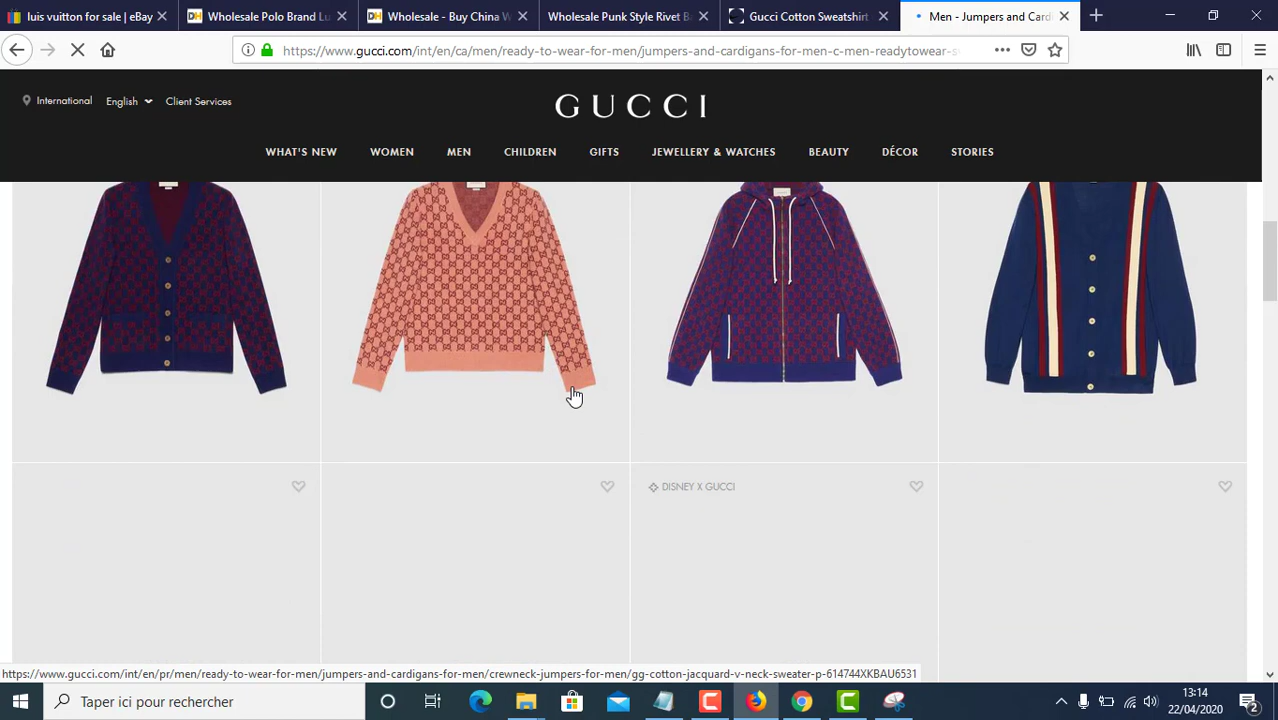 luis vuitton for sale | eBay
Wholesale Polo Brand Lu
Wholesale - Buy China W
Wholesale Punk Style Rivet B
Gucci Cotton Sweatshirt
Men - Jumpers and Cardi
https://www.gucci.com/int/en/ca/men/ready-to-wear-for-men/jumpers-and-cardigans-for-men-c-men-readytowear-s
International
English
Client Services
GUCCI
WHAT'S NEW
WOMEN
MEN
CHILDREN
GIFTS
JEWELLERY & WATCHES
BEAUTY
DÉCOR
STORIES
DISNEY X GUCCI
https://www.gucci.com/int/en/pr/men/ready-to-wear-for-men/jumpers-and-cardigans-for-men/crewneck-jumpers-for-men/gg-cotton-jacquard-v-neck-sweater-p-614744XKBAU6531
Taper ici pour rechercher
13:14
22/04/2020
2